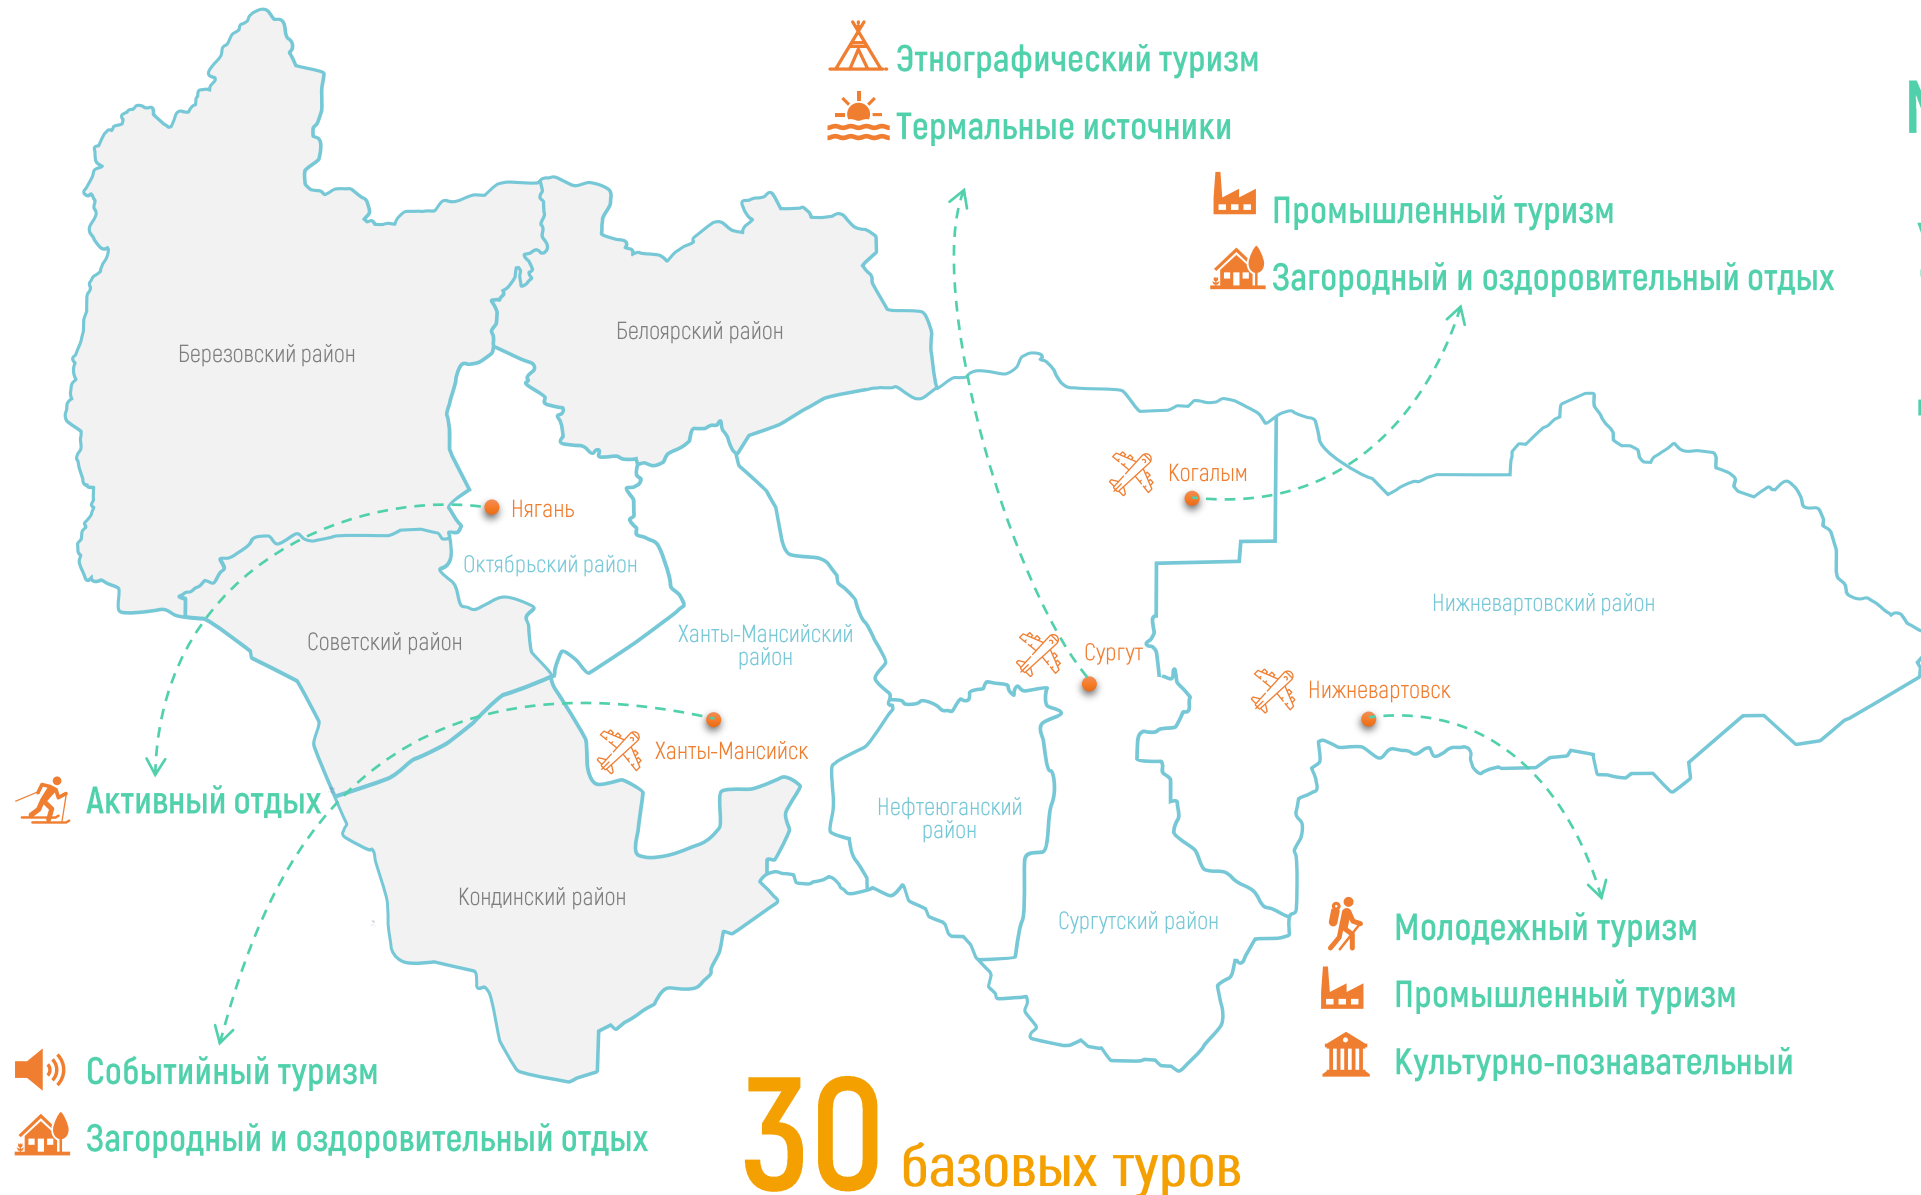 Этнографический туризм
Термальные источники
Промышленный туризм
Загородный и оздоровительный отдых
Березовский район
Белоярский район
Когалым
Нягань
Октябрьский район
Нижневартовский район
Советский район
Ханты-Мансийский
район
Сургут
Нижневартовск
Ханты-Мансийск
Активный отдых
Нефтеюганский
район
Кондинский район
Сургутский район
Молодежный туризм
Промышленный туризм
Культурно-познавательный
Событийный туризм
Загородный и оздоровительный отдых
30 базовых туров